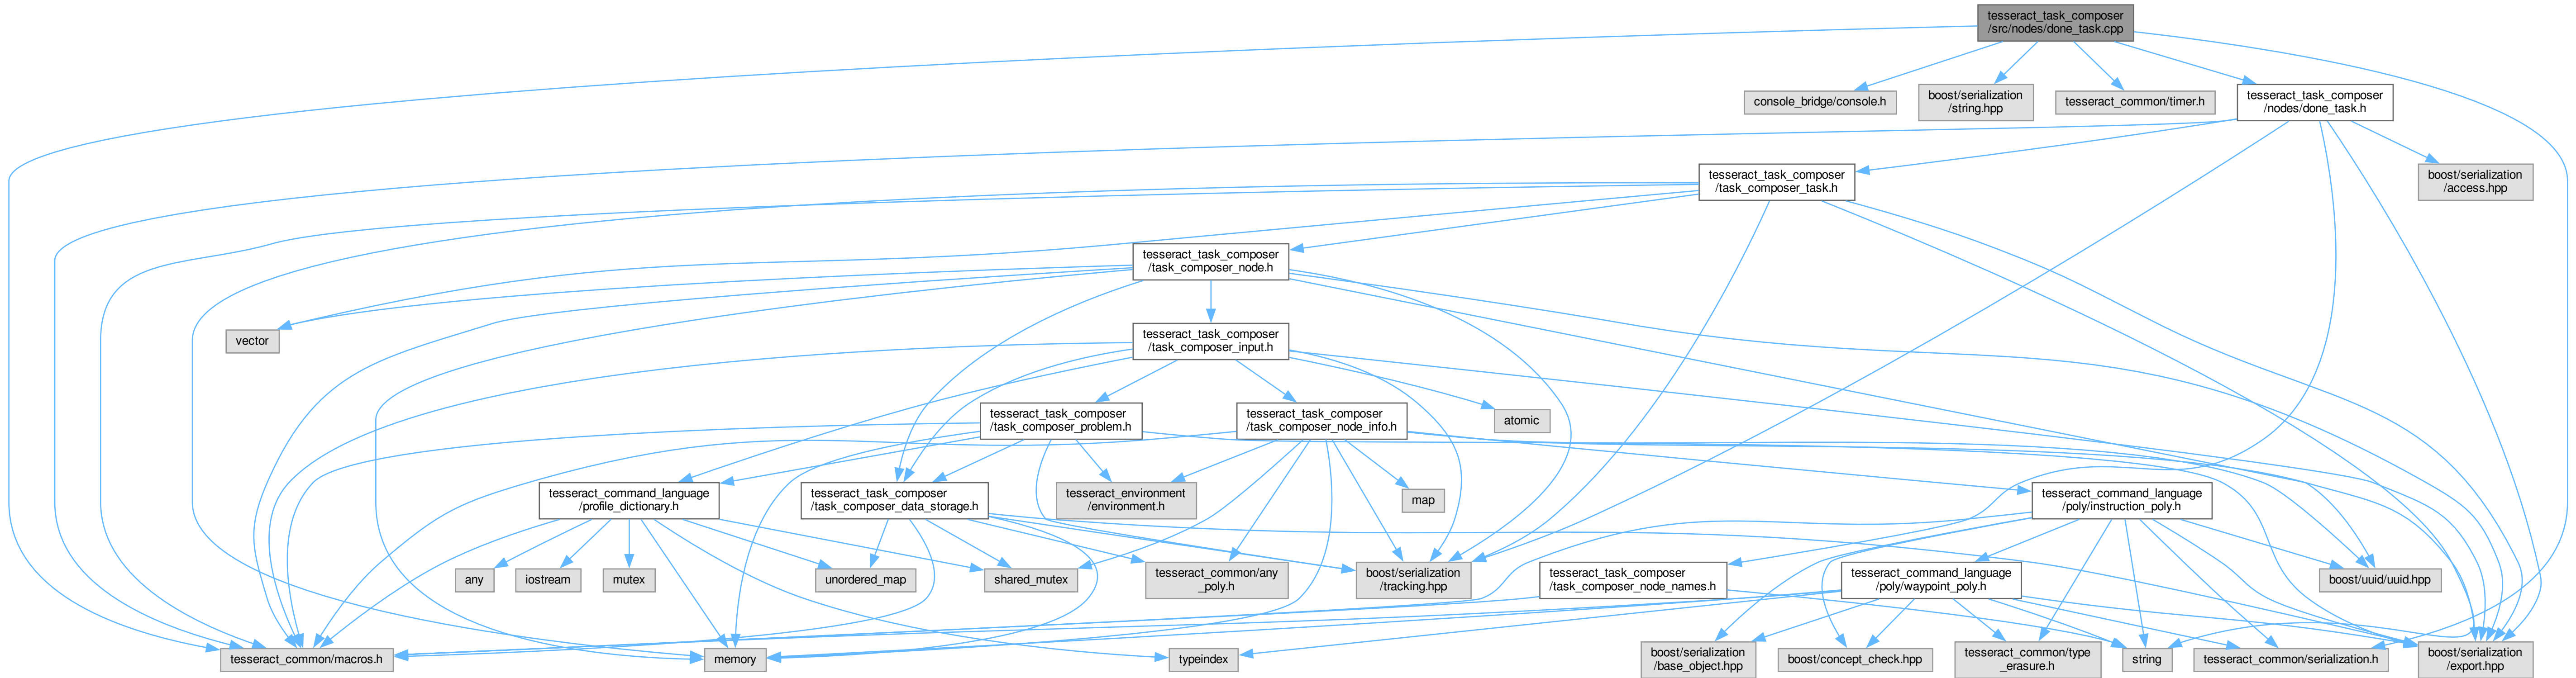 tesseract_task_composer
/src/nodes/done_task.cpp
console_bridge/console.h
boost/serialization
/string.hpp
tesseract_common/timer.h
tesseract_task_composer
/nodes/done_task.h
tesseract_task_composer
/task_composer_task.h
boost/serialization
/access.hpp
tesseract_task_composer
/task_composer_node.h
vector
tesseract_task_composer
/task_composer_input.h
tesseract_task_composer
/task_composer_problem.h
tesseract_task_composer
/task_composer_node_info.h
atomic
tesseract_command_language
/profile_dictionary.h
tesseract_task_composer
/task_composer_data_storage.h
tesseract_environment
/environment.h
map
tesseract_command_language
/poly/instruction_poly.h
any
iostream
mutex
unordered_map
shared_mutex
tesseract_common/any
_poly.h
boost/serialization
/tracking.hpp
tesseract_task_composer
/task_composer_node_names.h
tesseract_command_language
/poly/waypoint_poly.h
boost/uuid/uuid.hpp
tesseract_common/macros.h
memory
typeindex
boost/serialization
/base_object.hpp
boost/concept_check.hpp
tesseract_common/type
_erasure.h
string
tesseract_common/serialization.h
boost/serialization
/export.hpp